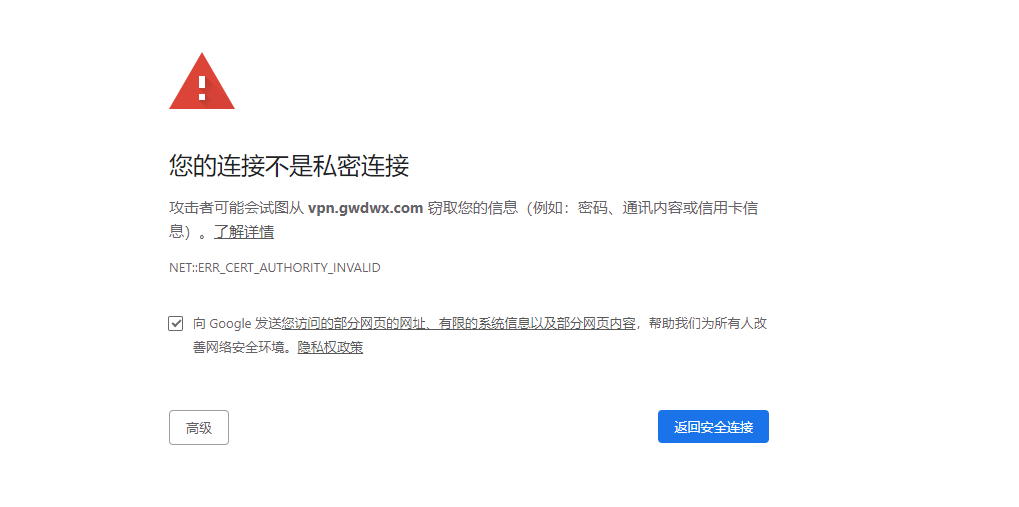 您的连接不是私密连接
攻击者可能会试图从 vpn.gwdwx.com 窃取您的信息（例如：密码、通讯内容或信用卡信
息）。了解详情
NET::ERR_CERT_AUTHORITY_INVALID
向 Google 发送您访问的部分网页的网址、有限的系统信息以及部分网页内容，帮助我们为所有人改
善网络安全环境。隐私权政策
高级
返回安全连接